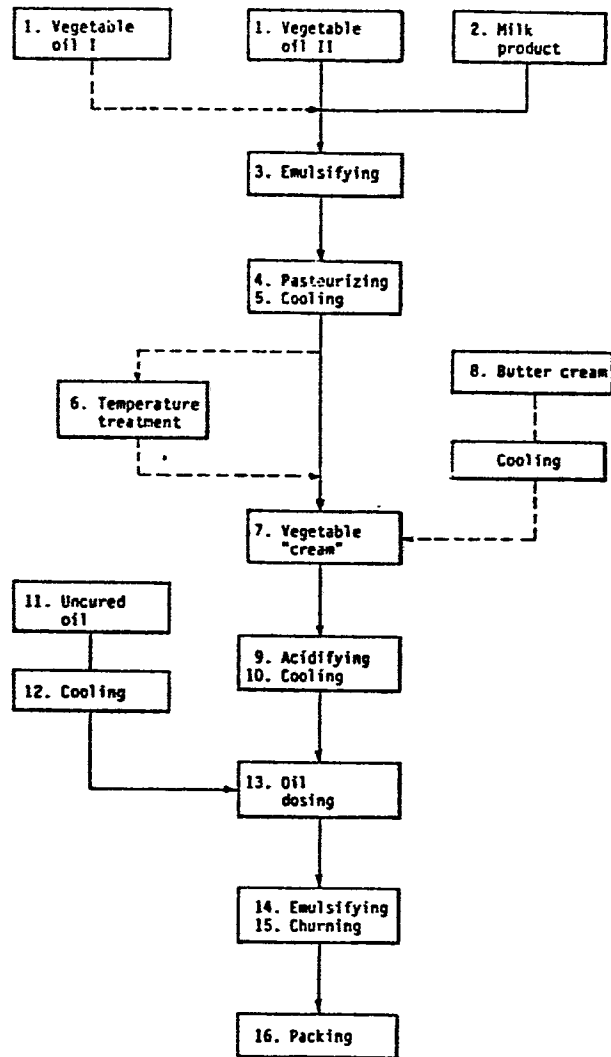 1. Vegetable
oil I
1. Vegetable
oil II
2. Milk
product
3. Emulsifying
4. Pasteurizing
5. Cooling
6. Temperature
treatment
8. Butter cream
Cooling
7. Vegetable
"cream"
11. Uncured
oil
12. Cooling
9. Acidifying
10. Cooling
13. Oil
dosing
14. Emulsifying
15. Churning
16. Packing